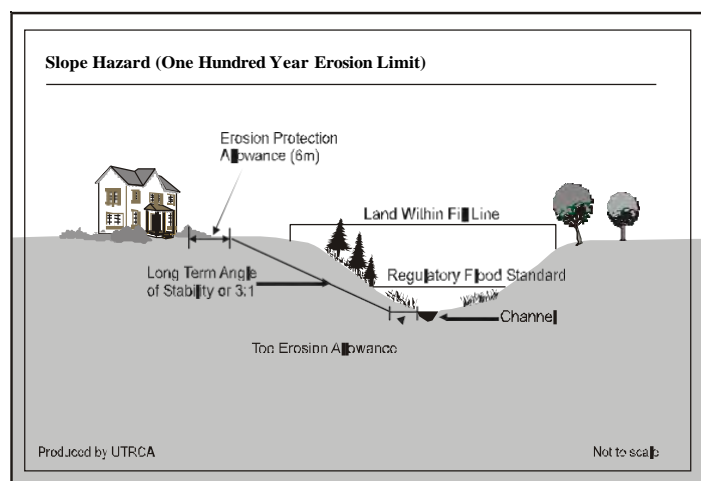 Slope Hazard (One Hundred Year Erosion Limit)
Erosion Protection
Allowance (6m)
Land Within Fill Line
Long Term Angle
of Stability or 3:1
Regulatory Flood Standard
Channel
Toe Erosion Allowance
Produced by UTRCA
Not to scale